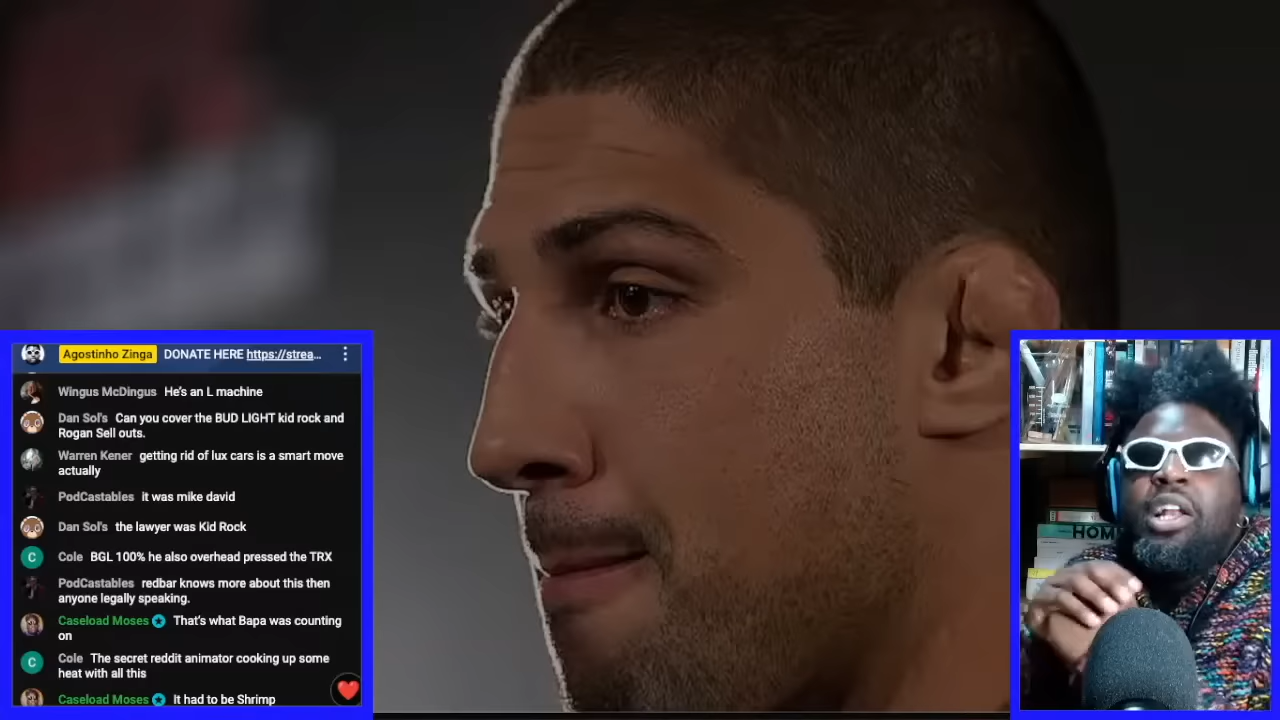 Agostinho Zinga DONATE HERE https://strea...
Wingus McDingus He's an L machine
Dan Sol's Can you cover the BUD LIGHT kid rock and
Rogan Sell outs.
Warren Kener getting rid of lux cars is a smart move
actually
PodCastables it was mike david
Dan Sol's the lawyer was Kid Rock
C Cole BGL 100% he also overhead pressed the TRX
PodCastables redbar knows more about this then
anyone legally speaking.
Caseload Moses That's what Bapa was counting
on
C Cole The secret reddit animator cooking up some
heat with all this
Caseload Moses It had to be Shrimp
HOM